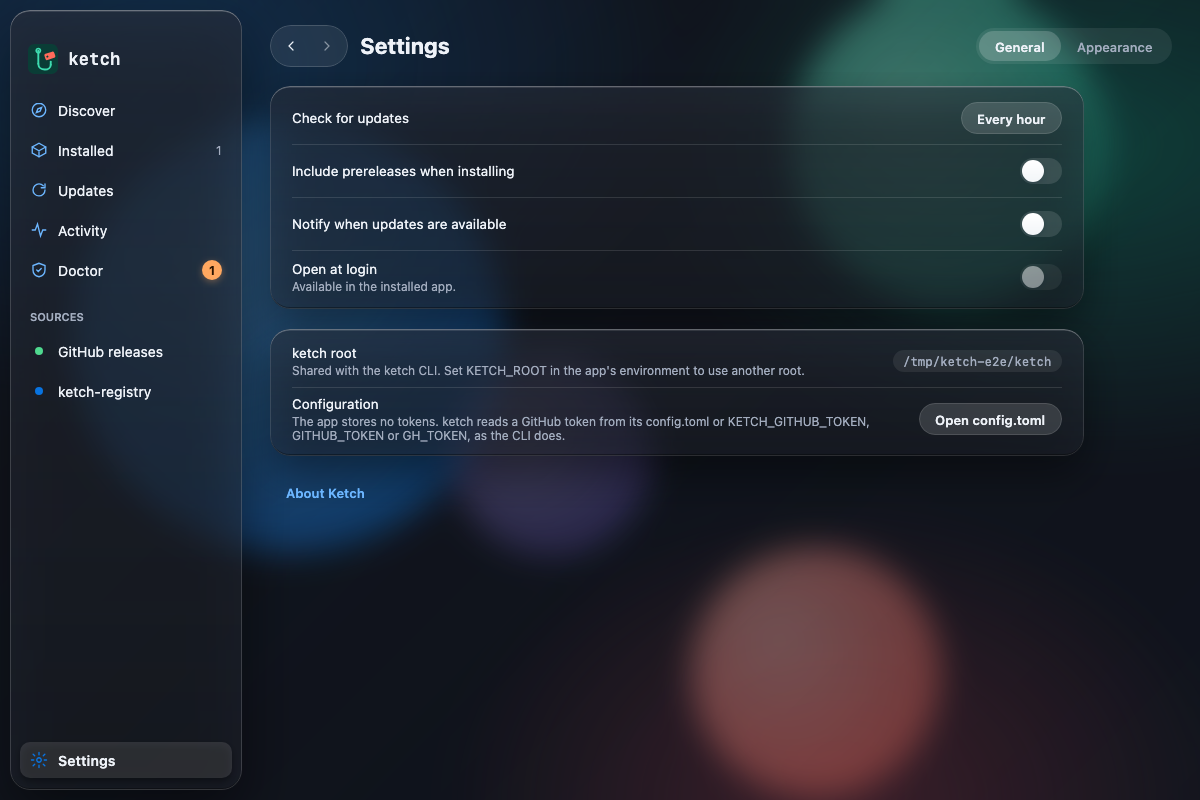 ketch
Discover
Installed 1
Updates
Activity
Doctor 1
SOURCES
GitHub releases
ketch-registry
Settings
Settings
General Appearance
Check for updates Every hour
Include prereleases when installing
Notify when updates are available
Open at login
Available in the installed app.
ketch root
Shared with the ketch CLI. Set KETCH_ROOT in the app's environment to use another root.
/tmp/ketch-e2e/ketch
Configuration
The app stores no tokens. ketch reads a GitHub token from its config.toml or KETCH_GITHUB_TOKEN,
GITHUB_TOKEN or GH_TOKEN, as the CLI does.
Open config.toml
About Ketch